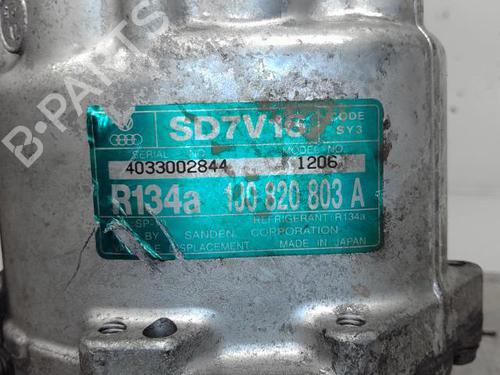 B-PARTS
SD7V16 CODE
SY3
SERIAL NO. MODEL NO.
4033002844 1206
R134a 1J0 820 803 A
REFRIGERANT R134a
BY SANDEN CORPORATION
DISPLACEMENT MADE IN JAPAN